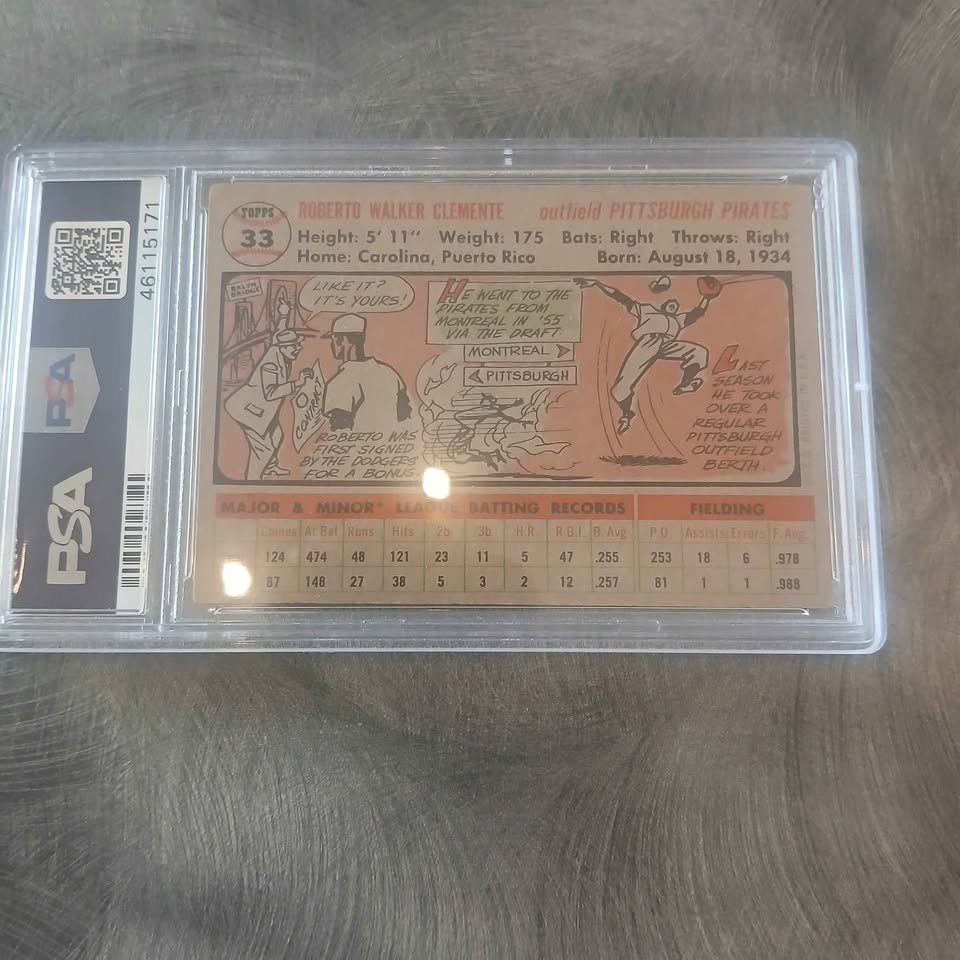 46115171
PSA
PSA
TOPPS
33
ROBERTO WALKER CLEMENTE outfield PITTSBURGH PIRATES
Height: 5' 11" Weight: 175 Bats: Right Throws: Right
Home: Carolina, Puerto Rico Born: August 18, 1934
BKLYN BRIDGE
LIKE IT?
IT'S YOURS!
CONTRACT
ROBERTO WAS
FIRST SIGNED
BY THE DODGERS
FOR A BONUS.
HE WENT TO THE
PIRATES FROM
MONTREAL IN '55
VIA THE DRAFT.
MONTREAL
PITTSBURGH
LAST
SEASON
HE TOOK
OVER A
REGULAR
PITTSBURGH
OUTFIELD
BERTH.
MAJOR & MINOR* LEAGUE BATTING RECORDS FIELDING
Games At Bat Runs Hits 2b 3b H.R R.B.I. B. Avg P.O. Assists Errors F. Avg.
124 474 48 121 23 11 5 47 .255 253 18 6 .978
87 148 27 38 5 3 2 12 .257 81 1 1 .988